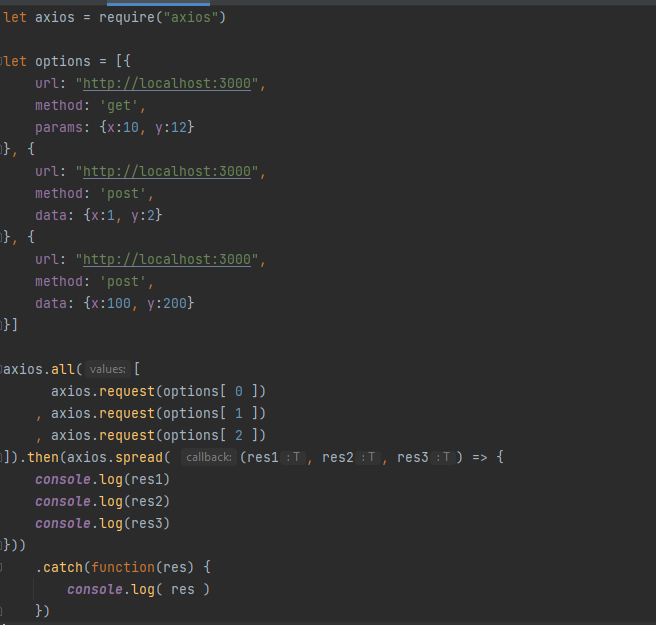 let axios = require("axios")

let options = [{
    url: "http://localhost:3000",
    method: 'get',
    params: {x:10, y:12}
}, {
    url: "http://localhost:3000",
    method: 'post',
    data: {x:1, y:2}
}, {
    url: "http://localhost:3000",
    method: 'post',
    data: {x:100, y:200}
}]

axios.all( values: [
      axios.request(options[ 0 ])
    , axios.request(options[ 1 ])
    , axios.request(options[ 2 ])
]).then(axios.spread( callback: (res1 : T , res2 : T , res3 : T ) => {
    console.log(res1)
    console.log(res2)
    console.log(res3)
}))
    .catch(function(res) {
        console.log( res )
    })